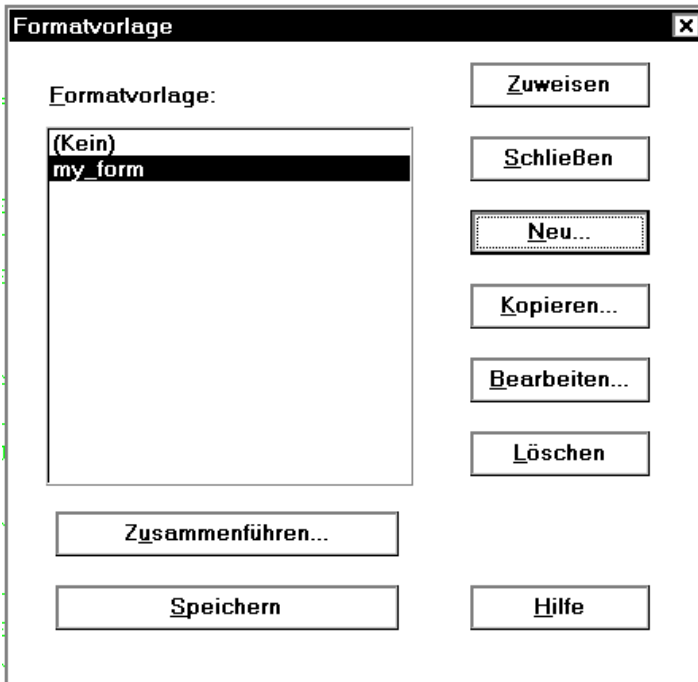 Formatvorlage
Formatvorlage:
(Kein)
my_form
Zuweisen
Schließen
Neu...
Kopieren...
Bearbeiten...
Löschen
Zusammenführen...
Speichern
Hilfe